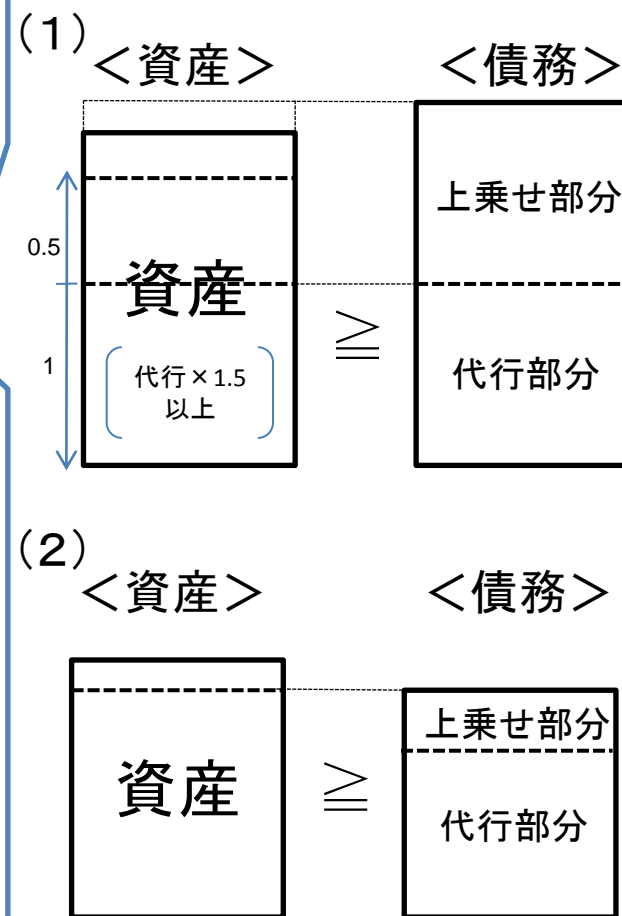 (1)
＜資産＞ ＜債務＞
上乗せ部分
0.5
資産
≧
1
代行×1.5
以上
代行部分
(2)
＜資産＞ ＜債務＞
上乗せ部分
資産
≧
代行部分